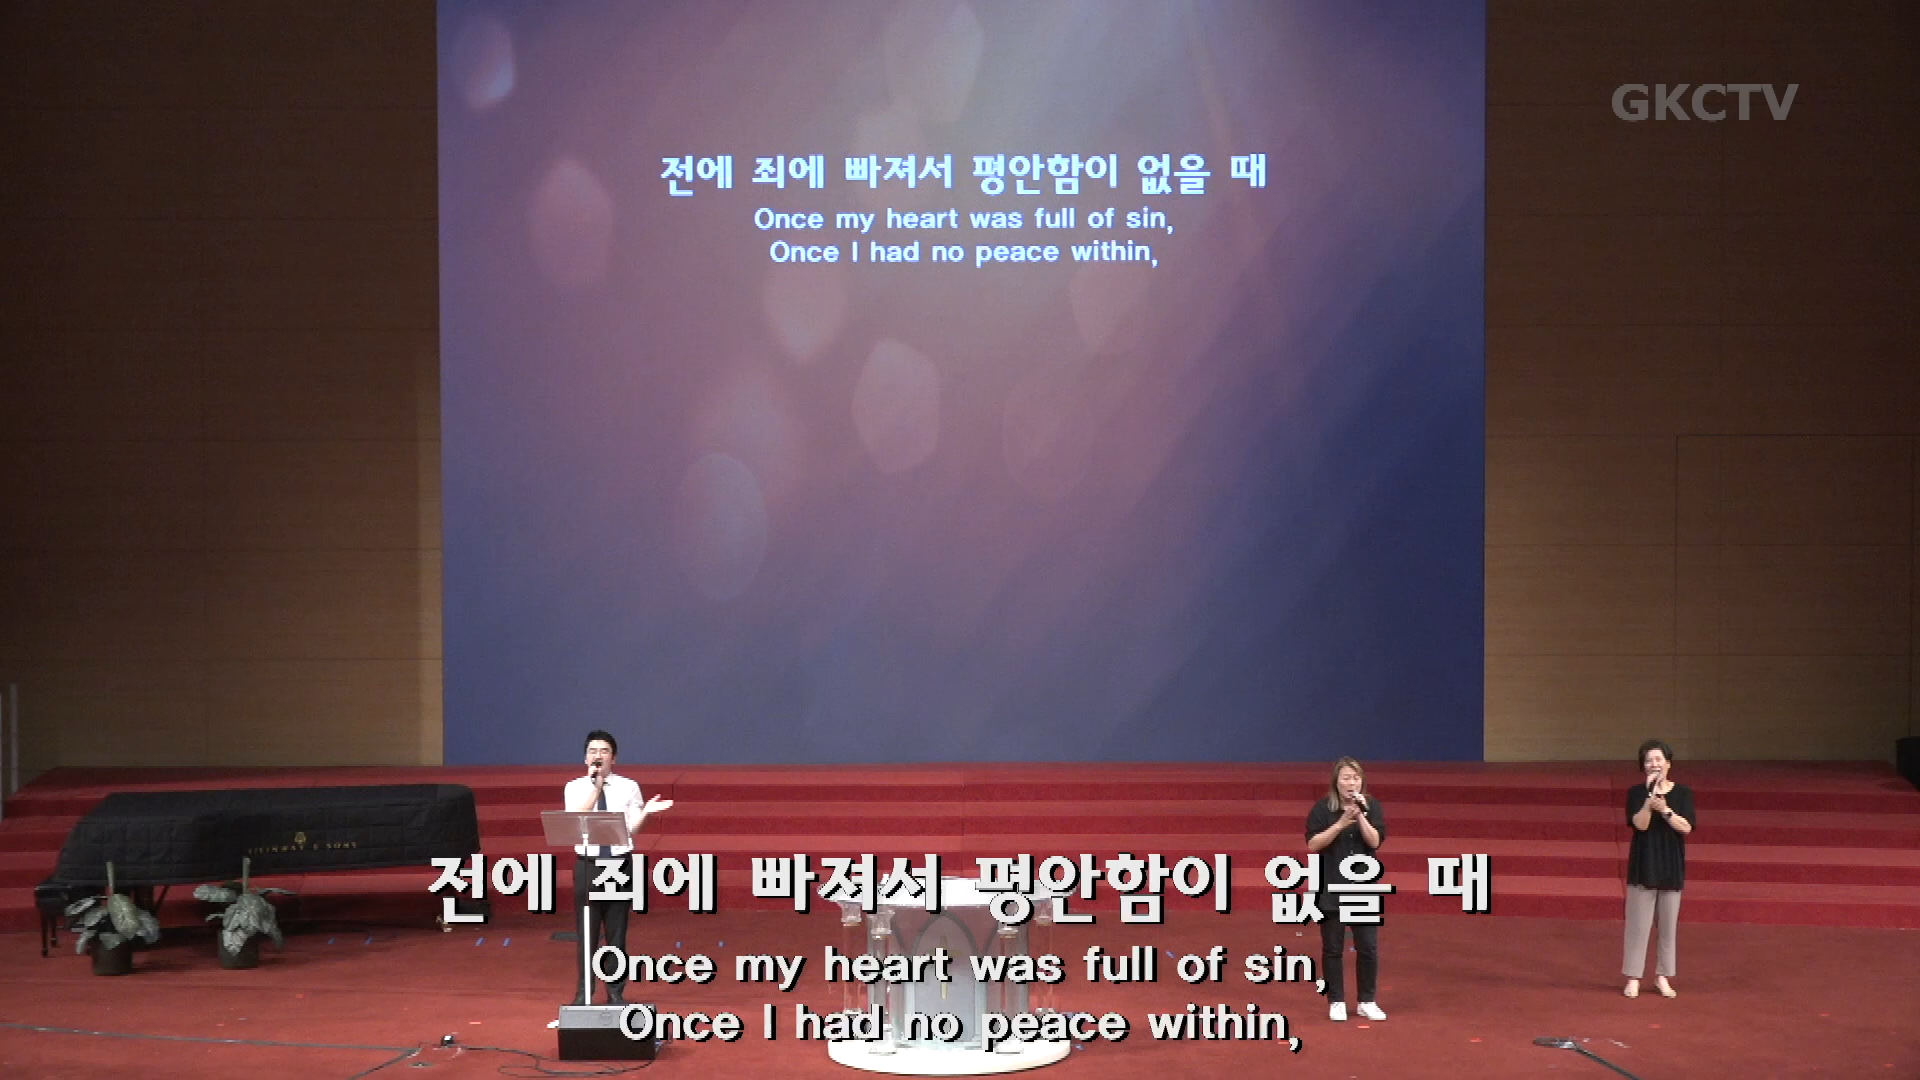 GKCTV
전에 죄에 빠져서 평안함이 없을 때
Once my heart was full of sin,
Once I had no peace within,
STEINWAY & SONS
전에 죄에 빠져서 평안함이 없을 때
Once my heart was full of sin,
Once I had no peace within,